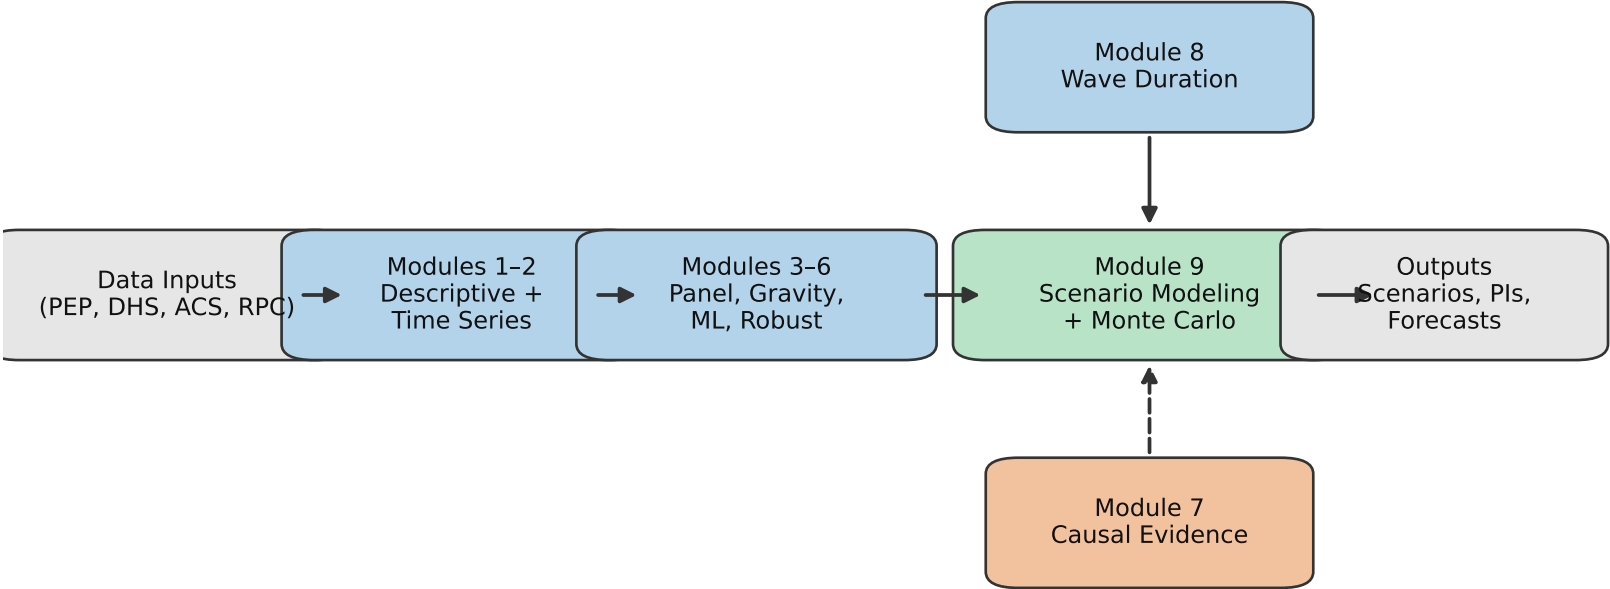 Module 8
Wave Duration
Data Inputs
(PEP, DHS, ACS, RPC)
Modules 1–2
Descriptive +
Time Series
Modules 3–6
Panel, Gravity,
ML, Robust
Module 9
Scenario Modeling
+ Monte Carlo
Outputs
Scenarios, PIs,
Forecasts
Module 7
Causal Evidence